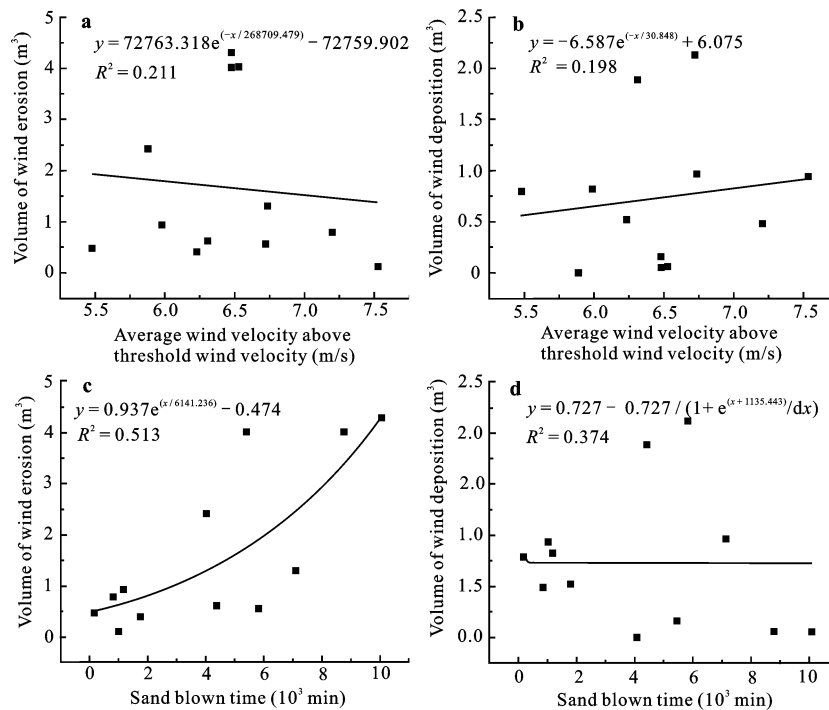 a
y = 72763.318e^(−x/268709.479) − 72759.902
R² = 0.211
Volume of wind erosion (m³)
5
4
3
2
1
0
5.5 6.0 6.5 7.0 7.5
Average wind velocity above
threshold wind velocity (m/s)
b
y = −6.587e^(−x/30.848) + 6.075
R² = 0.198
Volume of wind deposition (m³)
2.5
2.0
1.5
1.0
0.5
0
5.5 6.0 6.5 7.0 7.5
Average wind velocity above
threshold wind velocity (m/s)
c
y = 0.937e^(x/6141.236) − 0.474
R² = 0.513
Volume of wind erosion (m³)
5
4
3
2
1
0
0 2 4 6 8 10
Sand blown time (10³ min)
d
y = 0.727 − 0.727 / (1 + e^(x+1135.443)/dx)
R² = 0.374
Volume of wind deposition (m³)
2.5
2.0
2.0
1.0
1.5
0.0
0 2 4 6 8 10
Sand blown time (10³ min)